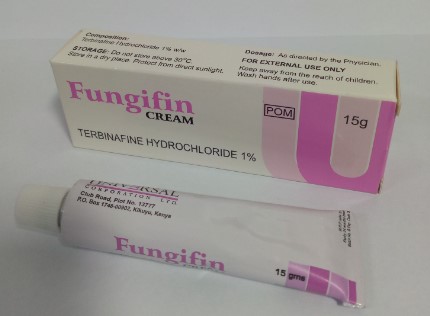 Composition:
Terbinafine Hydrochloride 1% w/w
STORAGE: Do not store above 30°C.
Store in a dry place. Protect from direct sunlight.
Dosage: As directed by the Physician.
FOR EXTERNAL USE ONLY
Keep away from the reach of children.
Wash hands after use.
Fungifin
CREAM
POM
15g
TERBINAFINE HYDROCHLORIDE 1%
UNIVERSAL
CORPORATION LTD.
Club Road, Plot No. 13777
P.O. Box 1748-00902, Kikuyu, Kenya
Fungifin
15 gms